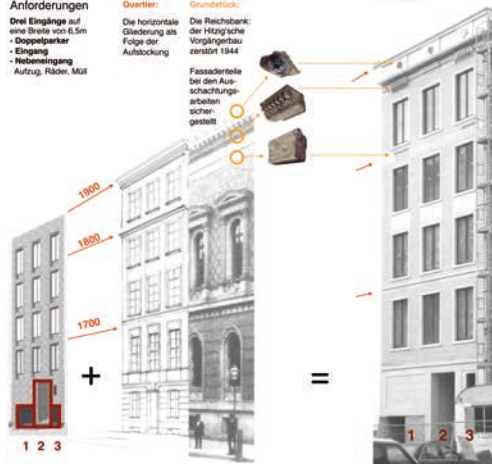 Anforderungen
Drei Eingänge auf
eine Breite von 6,5m
- Doppelparker
- Eingang
- Nebeneingang
Aufzug, Räder, Müll
Quartier:
Die horizontale
Gliederung als
Folge der
Aufstockung
Grundstück:
Die Reichsbank:
der Hitzig'sche
Vorgängerbau
zerstört 1944
Fassadenteile
bei den Aus-
schachtungs-
arbeiten
sicher-
gestellt
1900
1800
1700
+
=
1 2 3
1 2 3